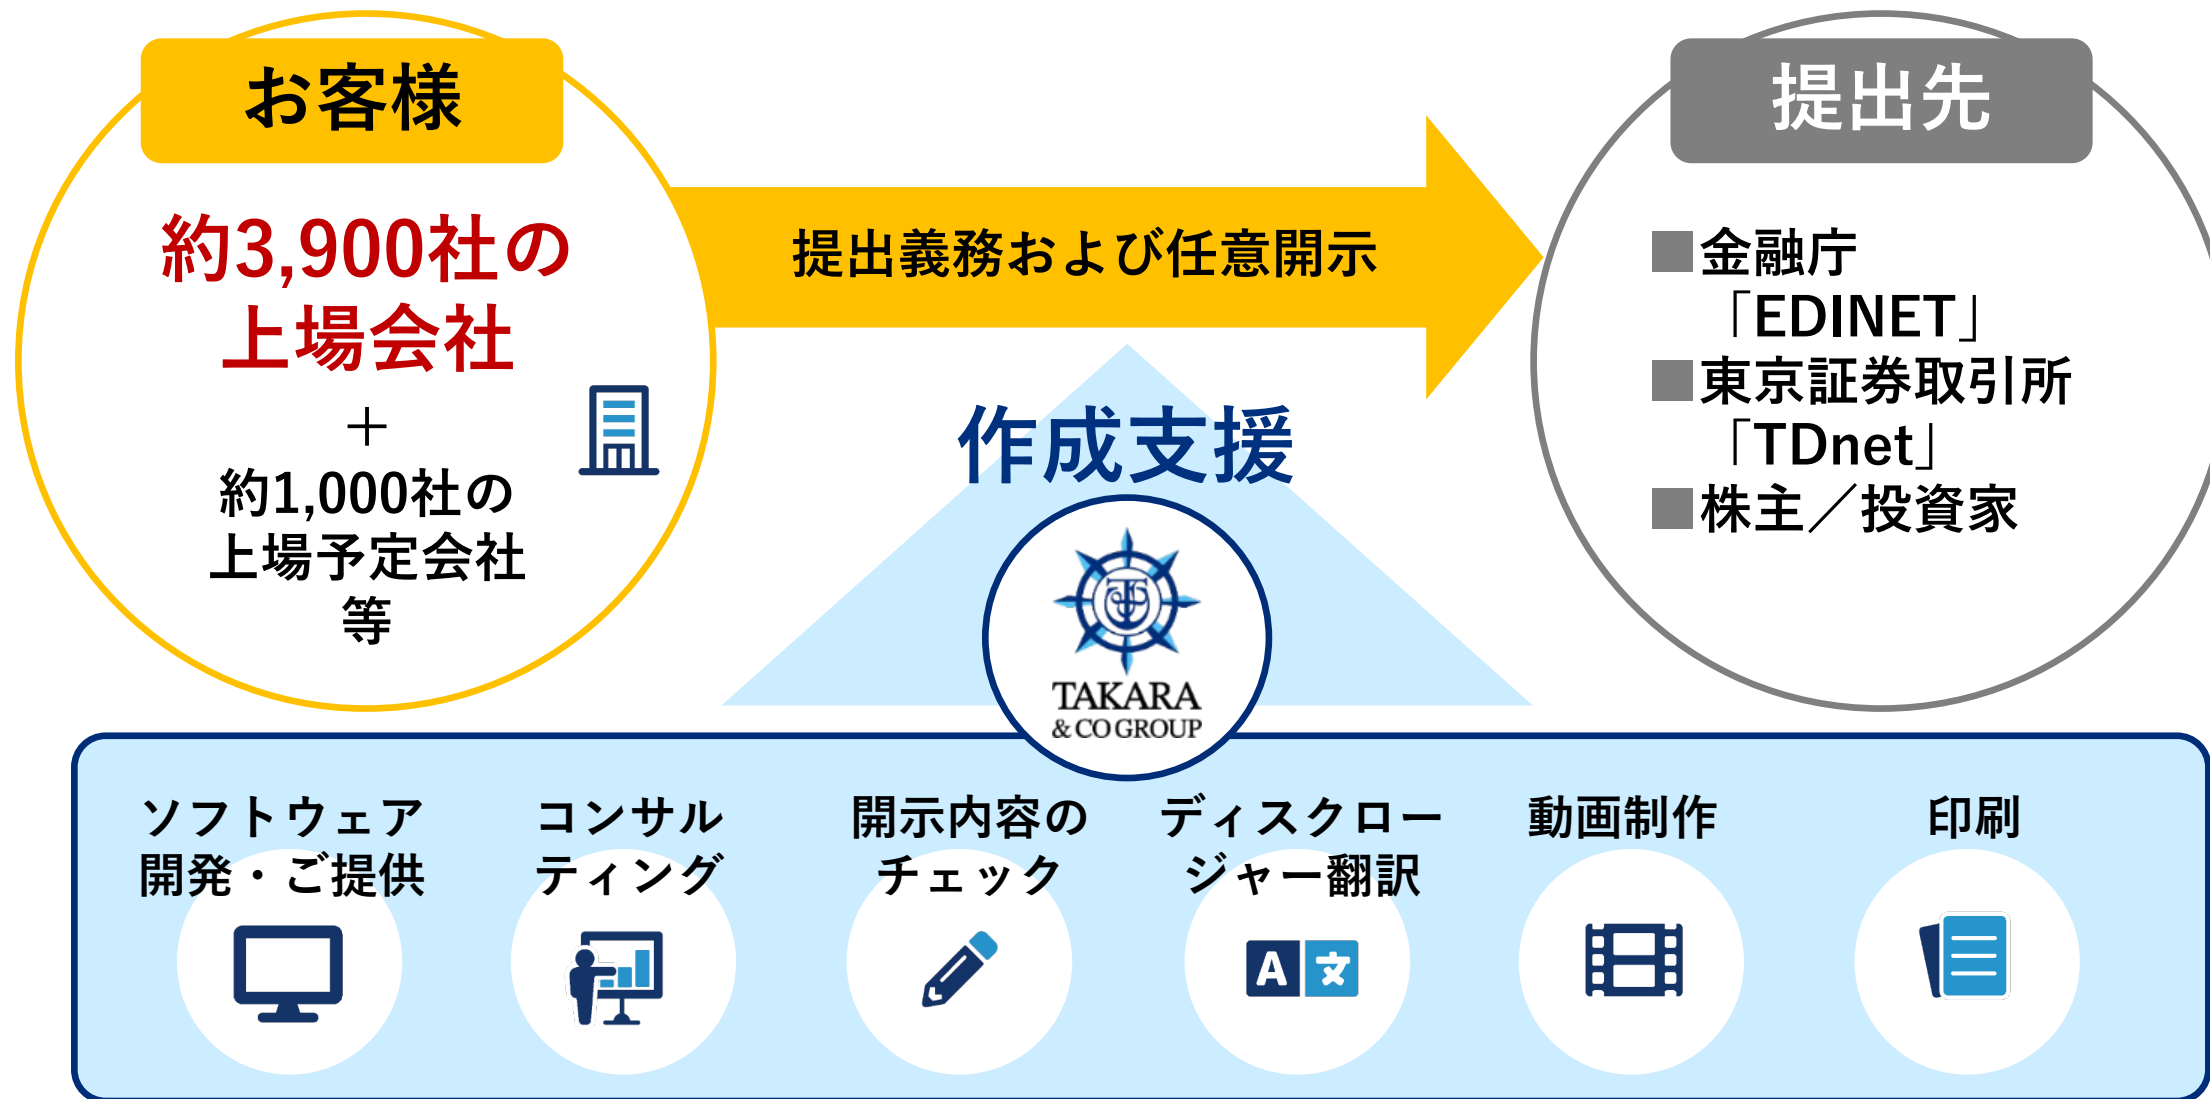 お客様
約3,900社の
上場会社
＋
約1,000社の
上場予定会社
等
提出義務および任意開示
提出先
■金融庁
「EDINET」
■東京証券取引所
「TDnet」
■株主／投資家
作成支援
TAKARA
& CO GROUP
ソフトウェア
開発・ご提供
コンサル
ティング
開示内容の
チェック
ディスクロー
ジャー翻訳
A 文
動画制作
印刷